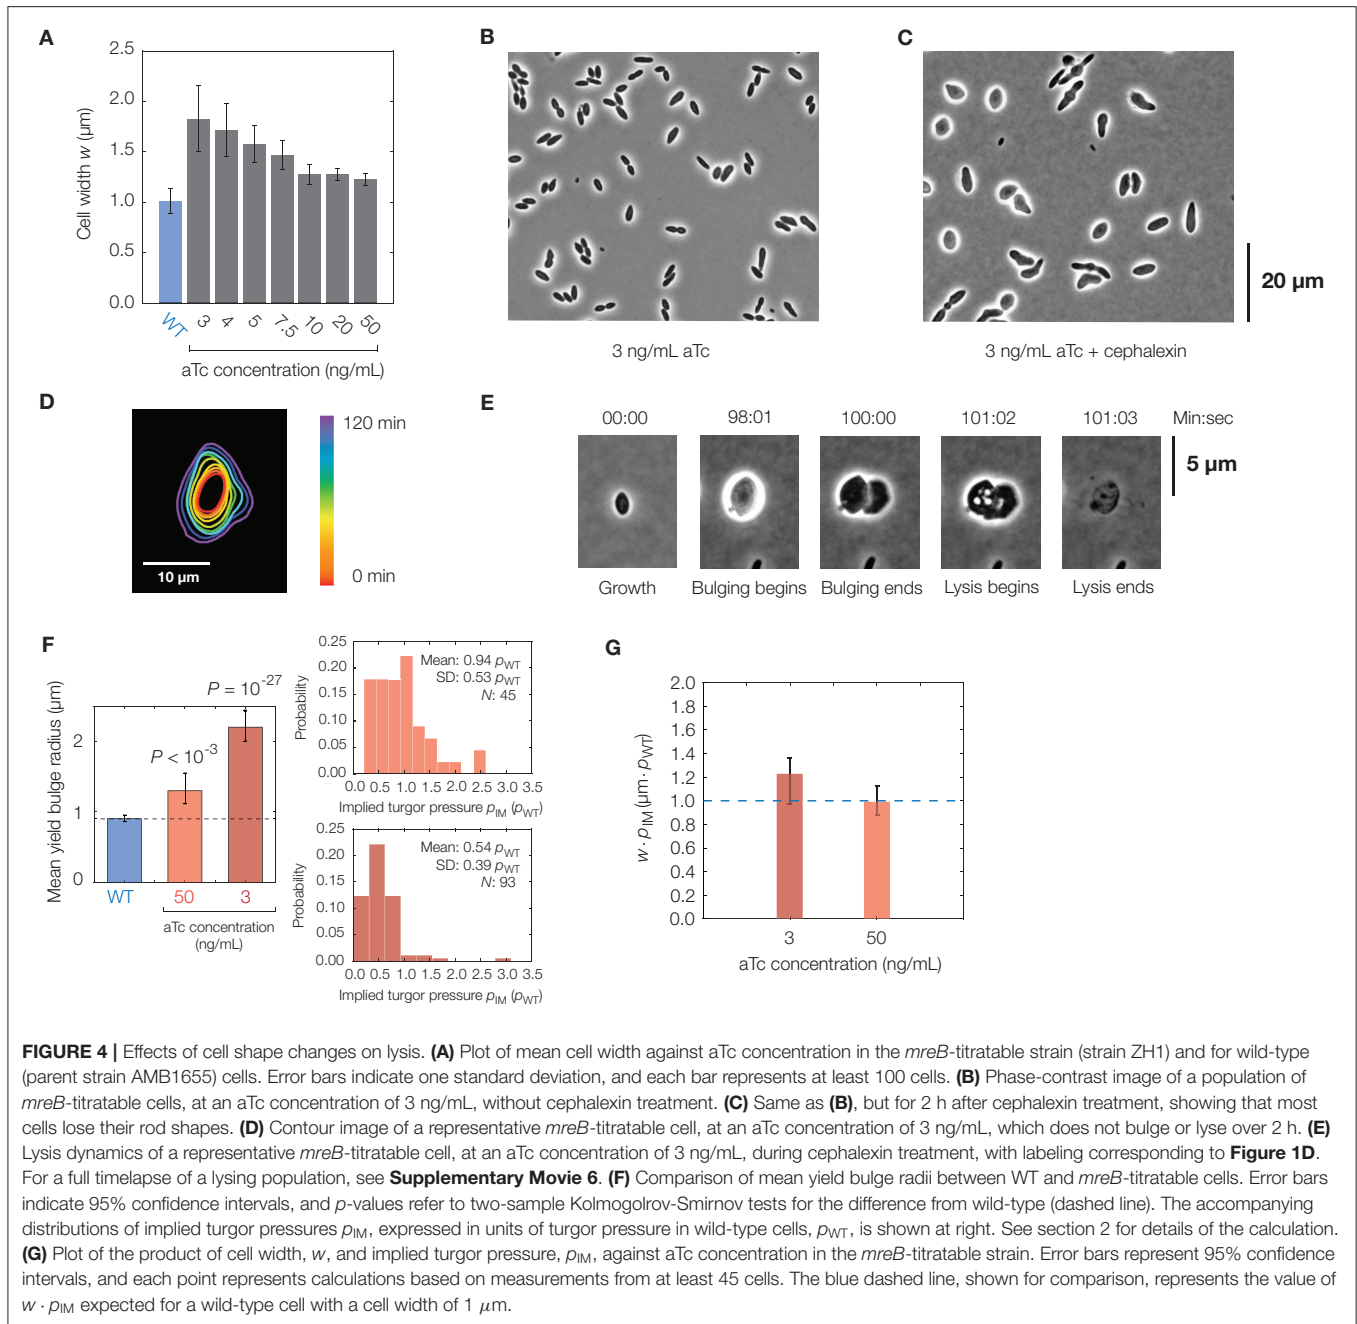 A
2.5
2.0
1.5
1.0
0.5
0.0
Cell width w (µm)
WT 3 4 5 7.5 10 20 50
aTc concentration (ng/mL)
B
3 ng/mL aTc
C
3 ng/mL aTc + cephalexin
20 µm
D
10 µm
120 min
0 min
E
00:00 98:01 100:00 101:02 101:03 Min:sec
5 µm
Growth Bulging begins Bulging ends Lysis begins Lysis ends
F
Mean yield bulge radius (µm)
2
1
0
P < 10⁻³
P = 10⁻²⁷
WT 50 3
aTc concentration
(ng/mL)
Probability
0.25
0.20
0.15
0.10
0.05
0.00
Mean: 0.94 pWT
SD: 0.53 pWT
N: 45
0.0 0.5 1.0 1.5 2.0 2.5 3.0 3.5
Implied turgor pressure pIM (pWT)
Probability
0.25
0.20
0.15
0.10
0.05
0.00
Mean: 0.54 pWT
SD: 0.39 pWT
N: 93
0.0 0.5 1.0 1.5 2.0 2.5 3.0 3.5
Implied turgor pressure pIM (pWT)
G
w · pIM (µm · pWT)
2.0
1.8
1.6
1.4
1.2
1.0
0.8
0.6
0.4
0.2
0.0
3 50
aTc concentration (ng/mL)
FIGURE 4 | Effects of cell shape changes on lysis. (A) Plot of mean cell width against aTc concentration in the mreB-titratable strain (strain ZH1) and for wild-type
(parent strain AMB1655) cells. Error bars indicate one standard deviation, and each bar represents at least 100 cells. (B) Phase-contrast image of a population of
mreB-titratable cells, at an aTc concentration of 3 ng/mL, without cephalexin treatment. (C) Same as (B), but for 2 h after cephalexin treatment, showing that most
cells lose their rod shapes. (D) Contour image of a representative mreB-titratable cell, at an aTc concentration of 3 ng/mL, which does not bulge or lyse over 2 h. (E)
Lysis dynamics of a representative mreB-titratable cell, at an aTc concentration of 3 ng/mL, during cephalexin treatment, with labeling corresponding to Figure 1D.
For a full timelapse of a lysing population, see Supplementary Movie 6. (F) Comparison of mean yield bulge radii between WT and mreB-titratable cells. Error bars
indicate 95% confidence intervals, and p-values refer to two-sample Kolmogolrov-Smirnov tests for the difference from wild-type (dashed line). The accompanying
distributions of implied turgor pressures pIM, expressed in units of turgor pressure in wild-type cells, pWT, is shown at right. See section 2 for details of the calculation.
(G) Plot of the product of cell width, w, and implied turgor pressure, pIM, against aTc concentration in the mreB-titratable strain. Error bars represent 95% confidence
intervals, and each point represents calculations based on measurements from at least 45 cells. The blue dashed line, shown for comparison, represents the value of
w · pIM expected for a wild-type cell with a cell width of 1 µm.